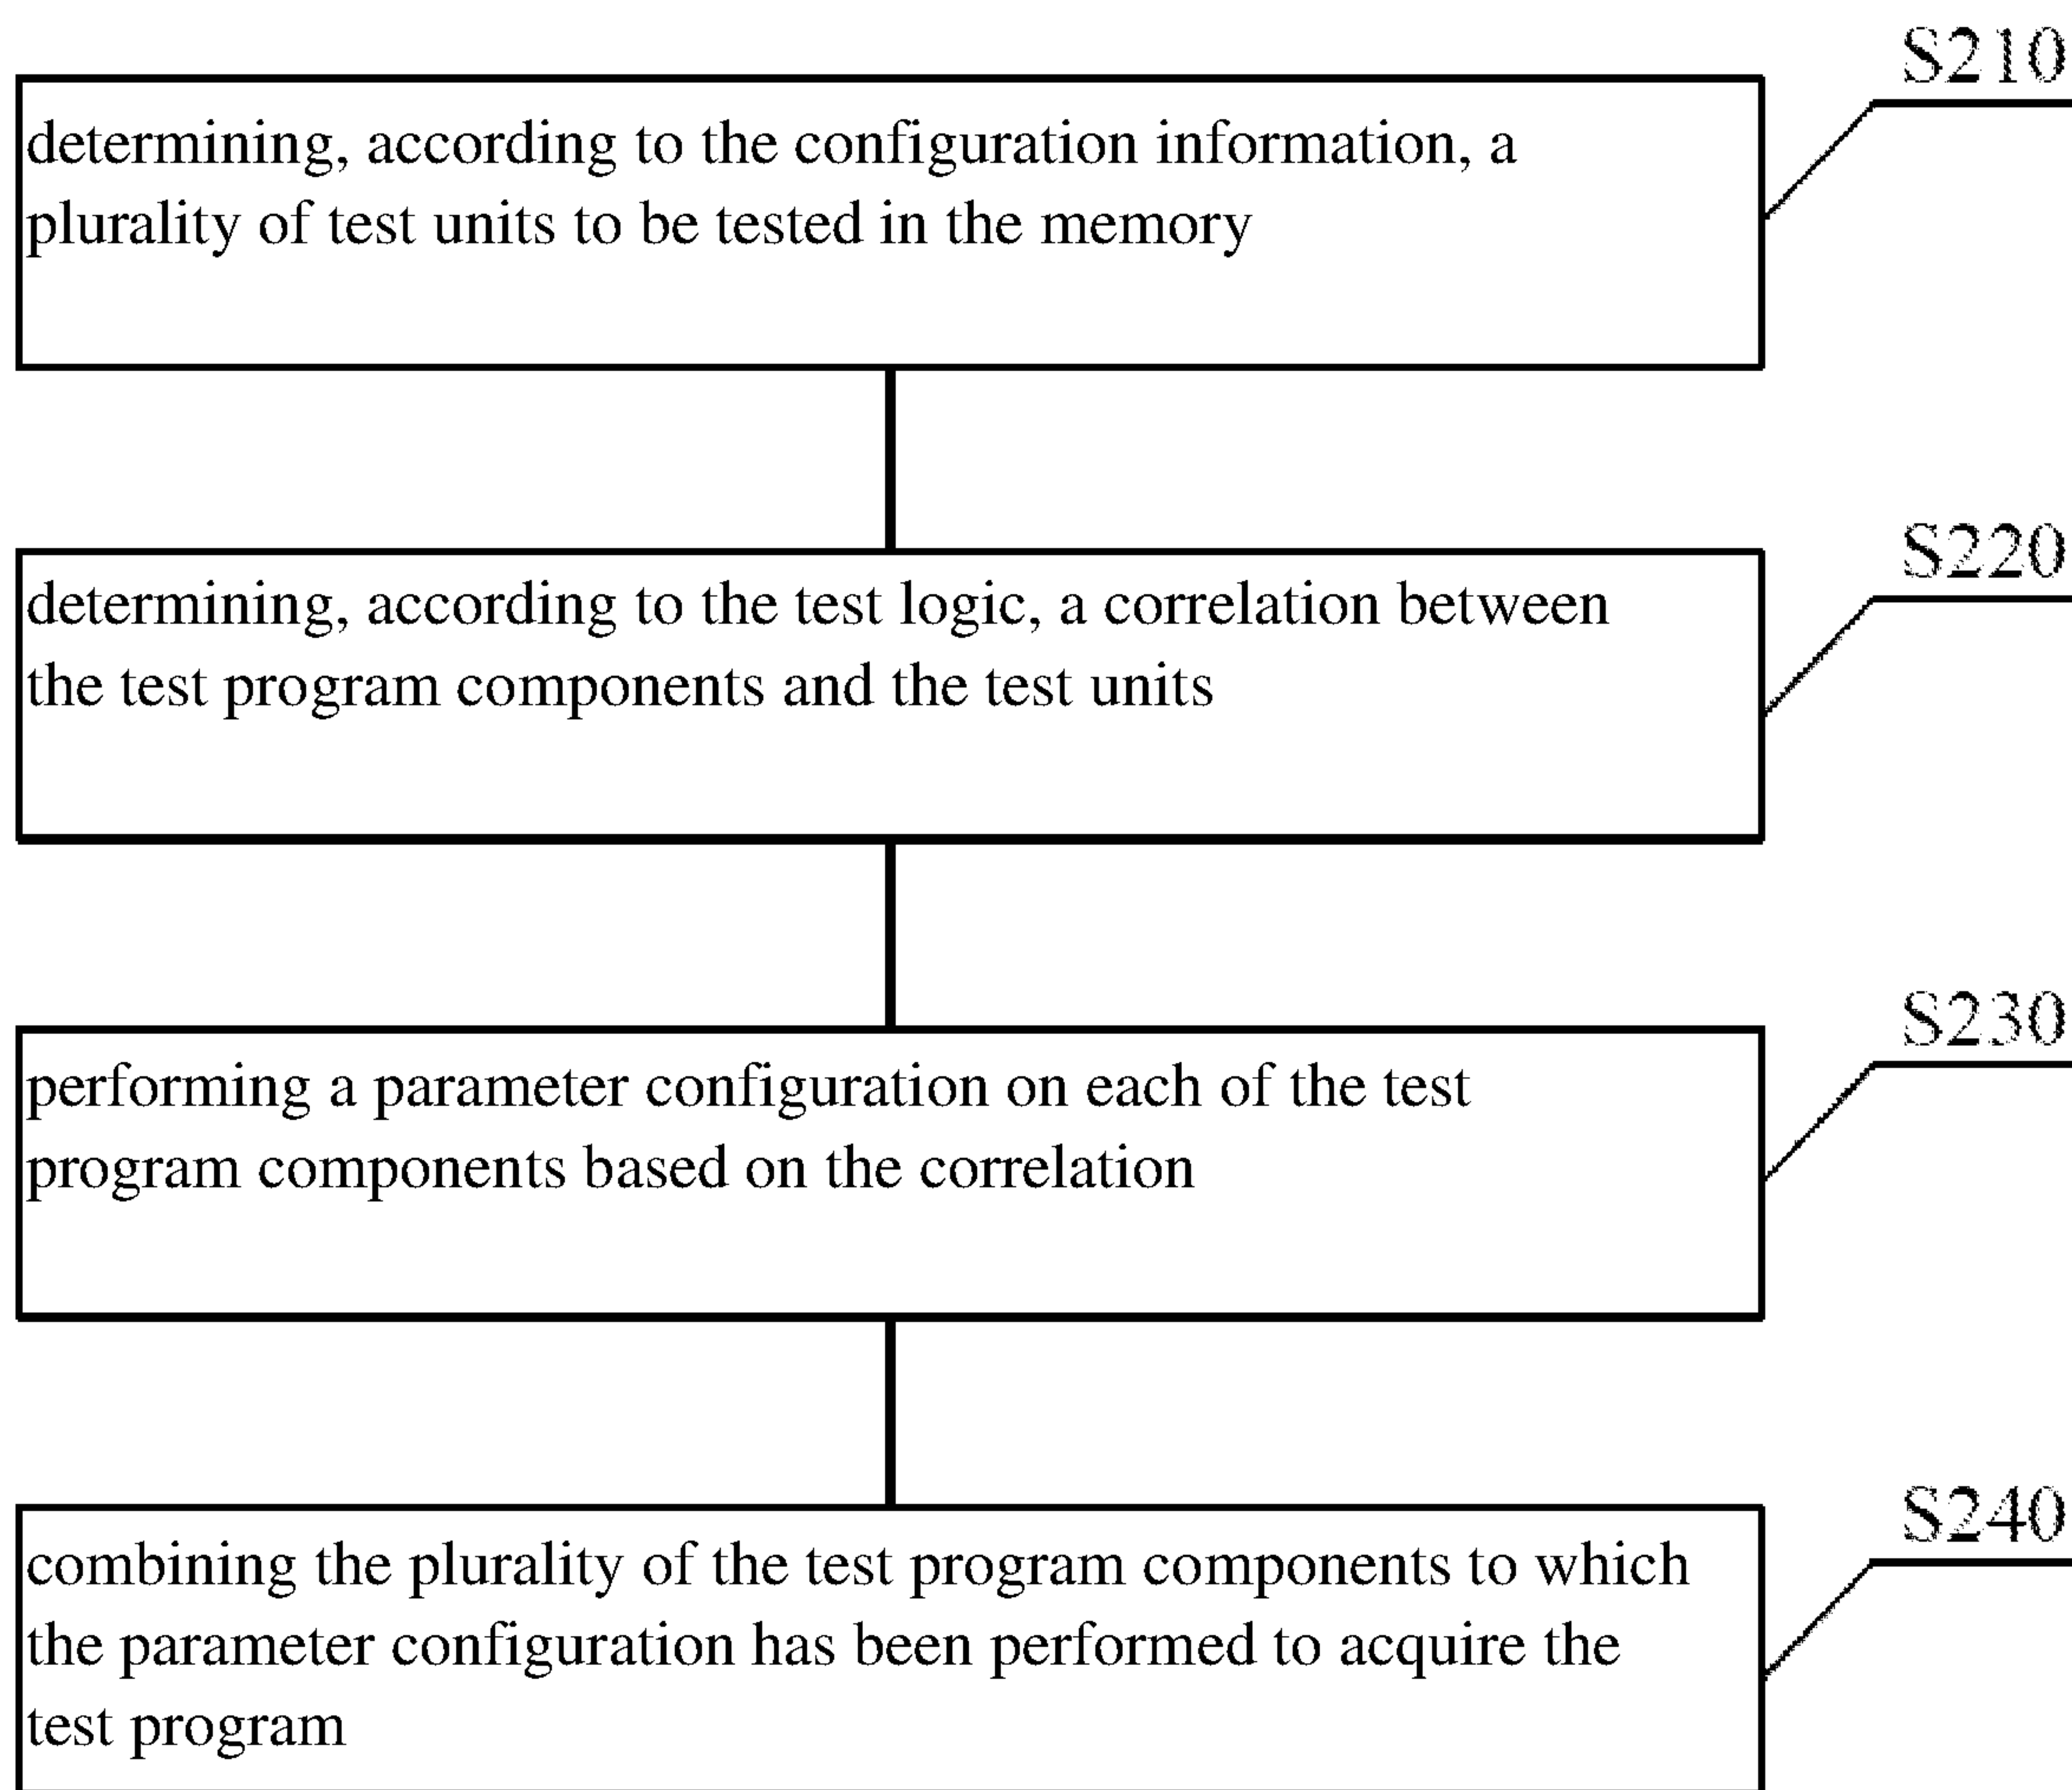 S210
determining, according to the configuration information, a
plurality of test units to be tested in the memory
S220
determining, according to the test logic, a correlation between
the test program components and the test units
S230
performing a parameter configuration on each of the test
program components based on the correlation
S240
combining the plurality of the test program components to which
the parameter configuration has been performed to acquire the
test program